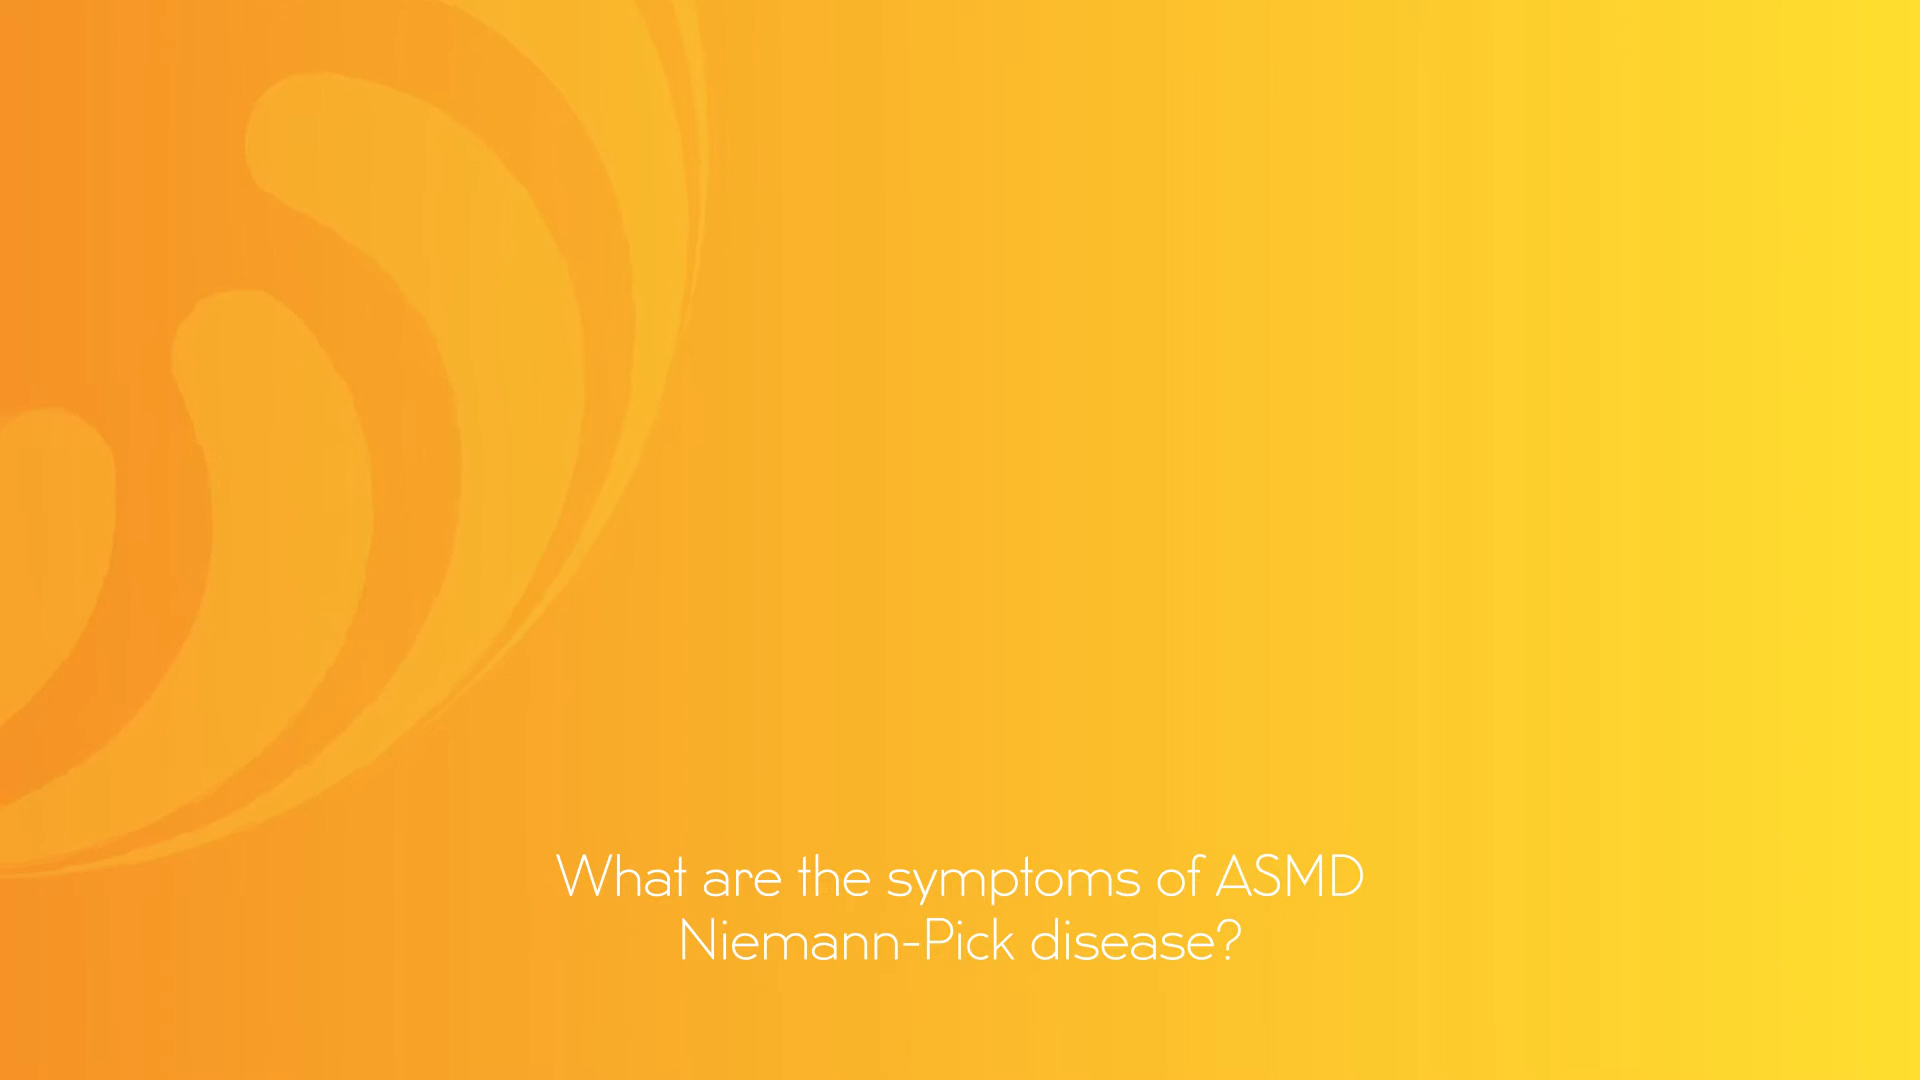 What are the symptoms of ASMD
Niemann-Pick disease?